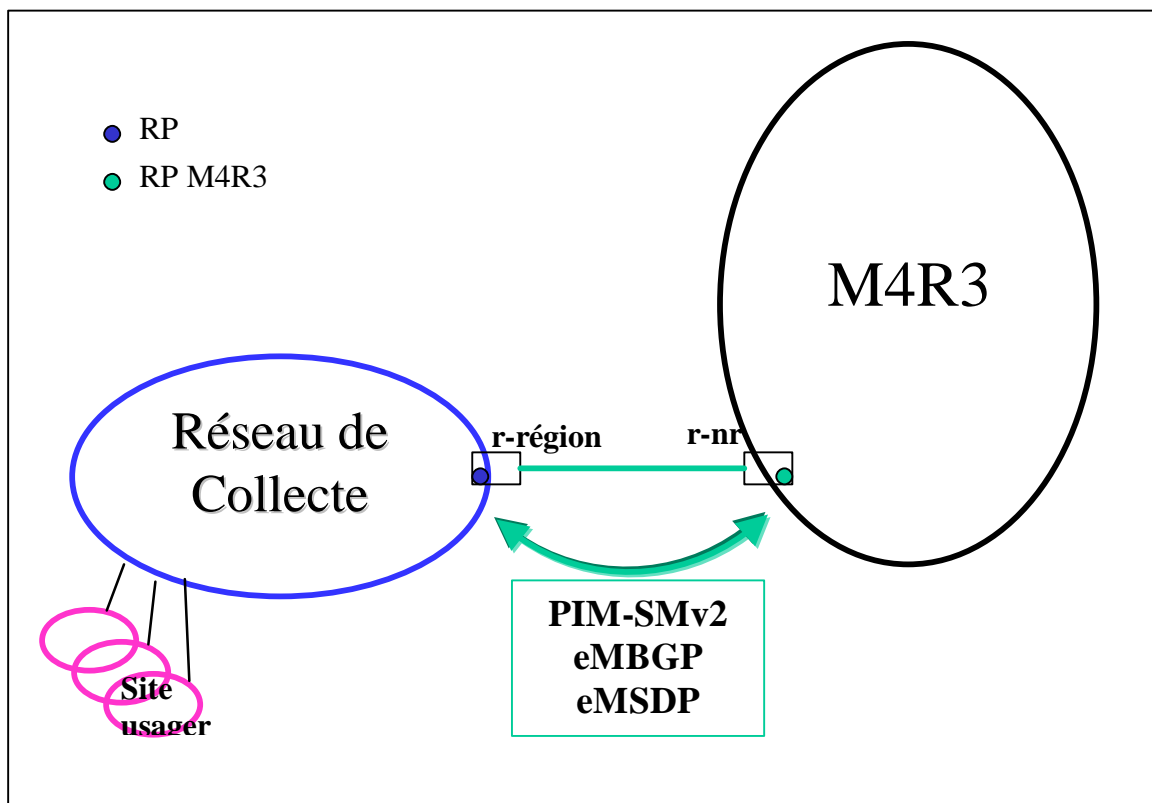 RP
RP M4R3
M4R3
Réseau de
Collecte
r-région
r-nr
PIM-SMv2
eMBGP
eMSDP
Site
usager